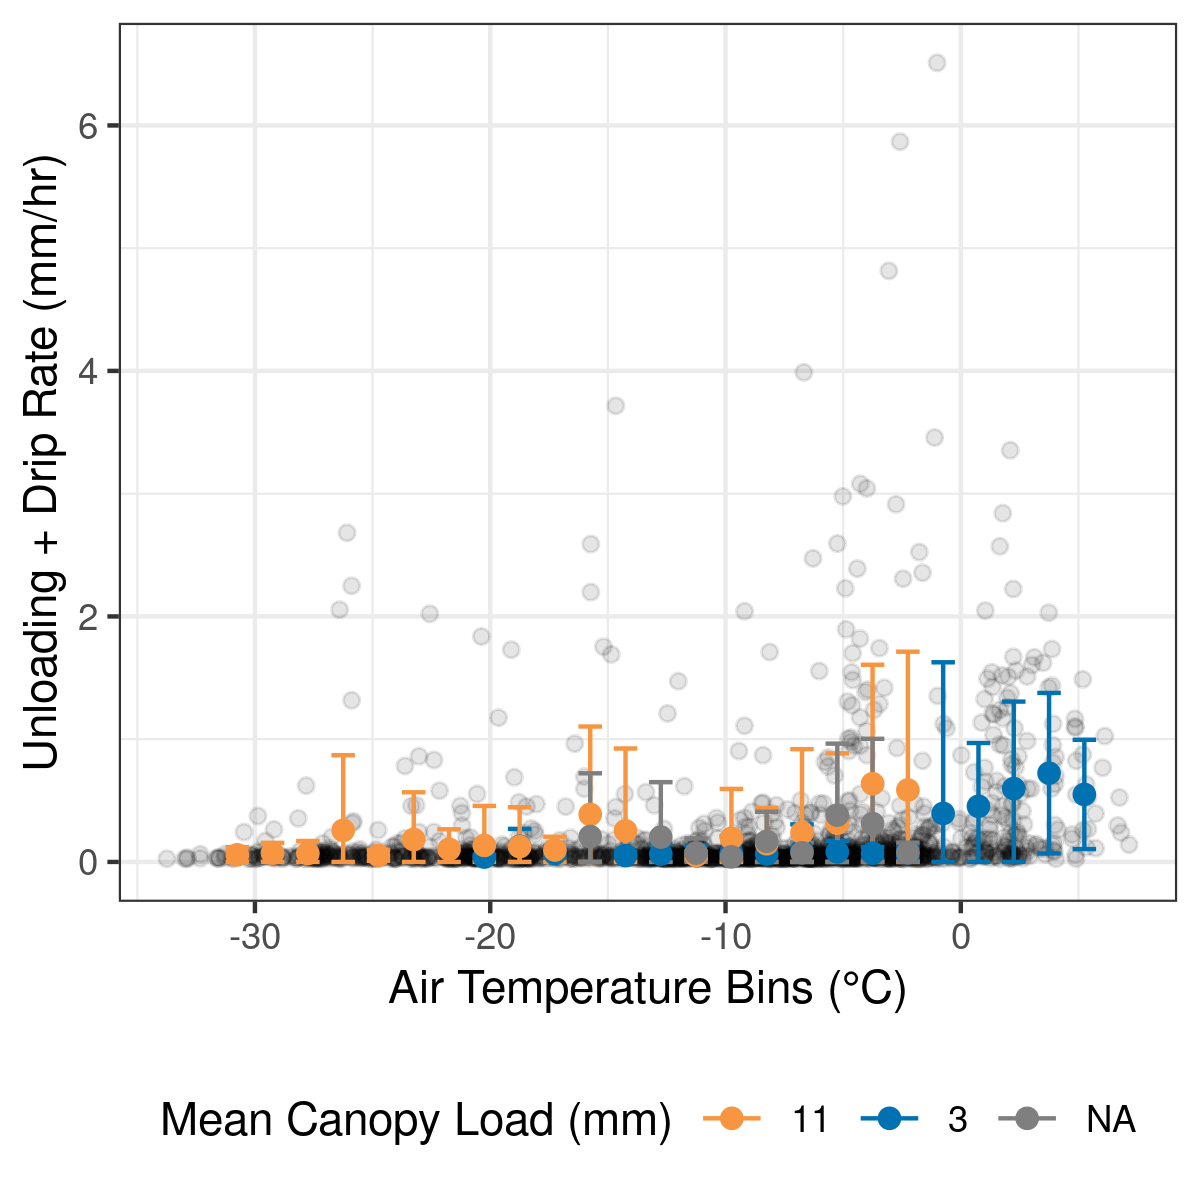 Unloading + Drip Rate (mm/hr)
6
4
2
0
-30 -20 -10 0
Air Temperature Bins (°C)
Mean Canopy Load (mm) 11 3 NA